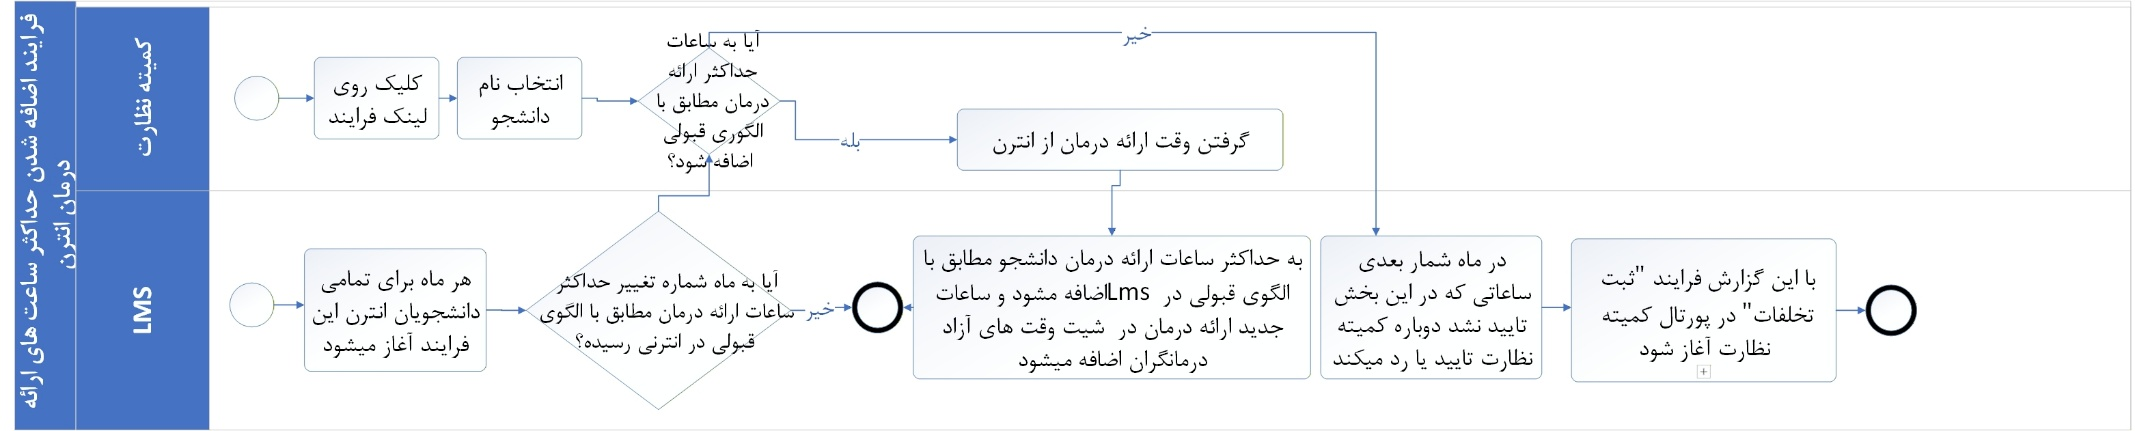 فرایند اضافه شدن حداکثر ساعت های ارائه
درمان انترن
کمیته نظارت
کلیک روی
لینک فرایند
انتخاب نام
دانشجو
آیا به ساعات
حداکثر ارائه
درمان مطابق با
الگوری قبولی
اضافه شود؟
خیر
بله
گرفتن وقت ارائه درمان از انترن
LMS
هر ماه برای تمامی
دانشجویان انترن این
فرایند آغاز میشود
آیا به ماه شماره تغییر حداکثر
ساعات ارائه درمان مطابق با الگوی
قبولی در انترنی رسیده؟
خیر
به حداکثر ساعات ارائه درمان دانشجو مطابق با
الگوی قبولی در Lmsاضافه مشود و ساعات
جدید ارائه درمان در شیت وقت های آزاد
درمانگران اضافه میشود
در ماه شمار بعدی
ساعاتی که در این بخش
تایید نشد دوباره کمیته
نظارت تایید یا رد میکند
با این گزارش فرایند "ثبت
تخلفات" در پورتال کمیته
نظارت آغاز شود